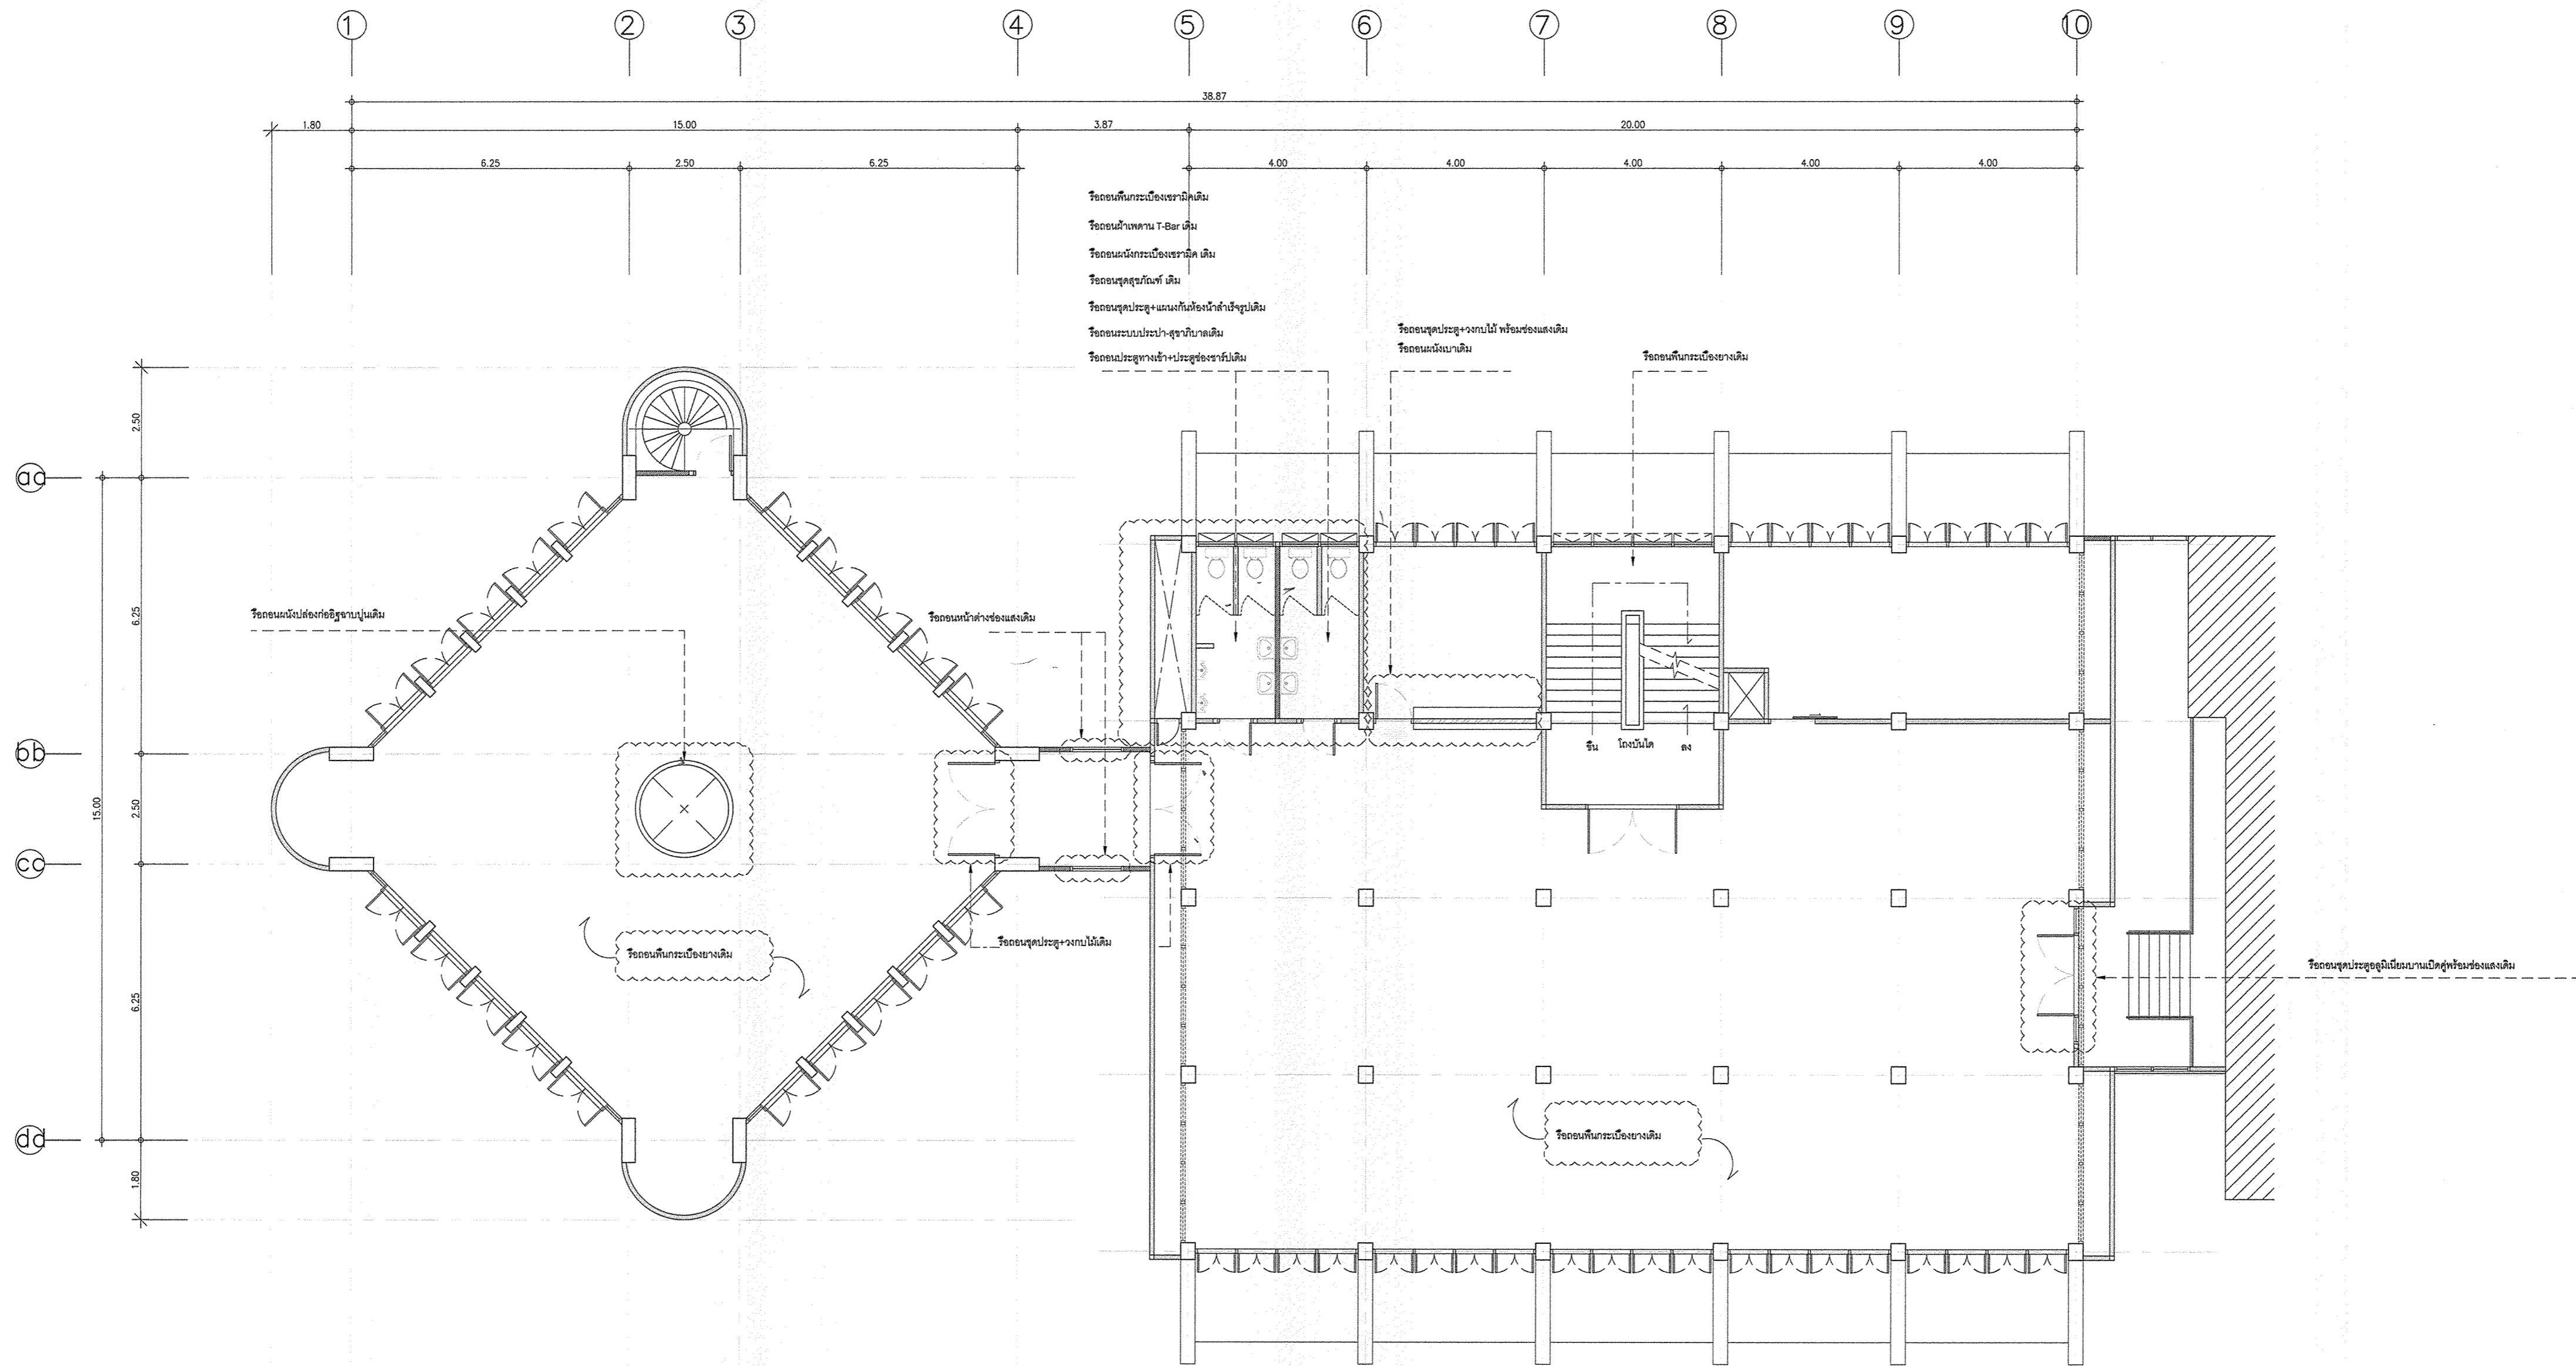 1 2 3 4 5 6 7 8 9 10
38.87
1.80 15.00 3.87 20.00
6.25 2.50 6.25 4.00 4.00 4.00 4.00 4.00
รื้อถอนพื้นกระเบื้องเซรามิคเดิม
รื้อถอนฝ้าเพดาน T-Bar เดิม
รื้อถอนผนังกระเบื้องเซรามิค เดิม
รื้อถอนชุดสุขภัณฑ์ เดิม
รื้อถอนชุดประตู+แผนงกั้นห้องน้ำสำเร็จรูปเดิม
รื้อถอนระบบประปา-สุขาภิบาลเดิม
รื้อถอนประตูทางเข้า+ประตูช่องชาร์ปเดิม
รื้อถอนชุดประตู+วงกบไม้ พร้อมช่องแสงเดิม
รื้อถอนผนังเบาเดิม
รื้อถอนพื้นกระเบื้องยางเดิม
2.50
aa
6.25
รื้อถอนผนังปล่องก่ออิฐฉาบปูนเดิม
รื้อถอนหน้าต่างช่องแสงเดิม
ขึ้น โถงบันได ลง
bb
15.00
2.50
cc
รื้อถอนชุดประตู+วงกบไม้เดิม
รื้อถอนพื้นกระเบื้องยางเดิม
รื้อถอนชุดประตูอลูมิเนียมบานเปิดคู่พร้อมช่องแสงเดิม
6.25
dd
รื้อถอนพื้นกระเบื้องยางเดิม
1.80